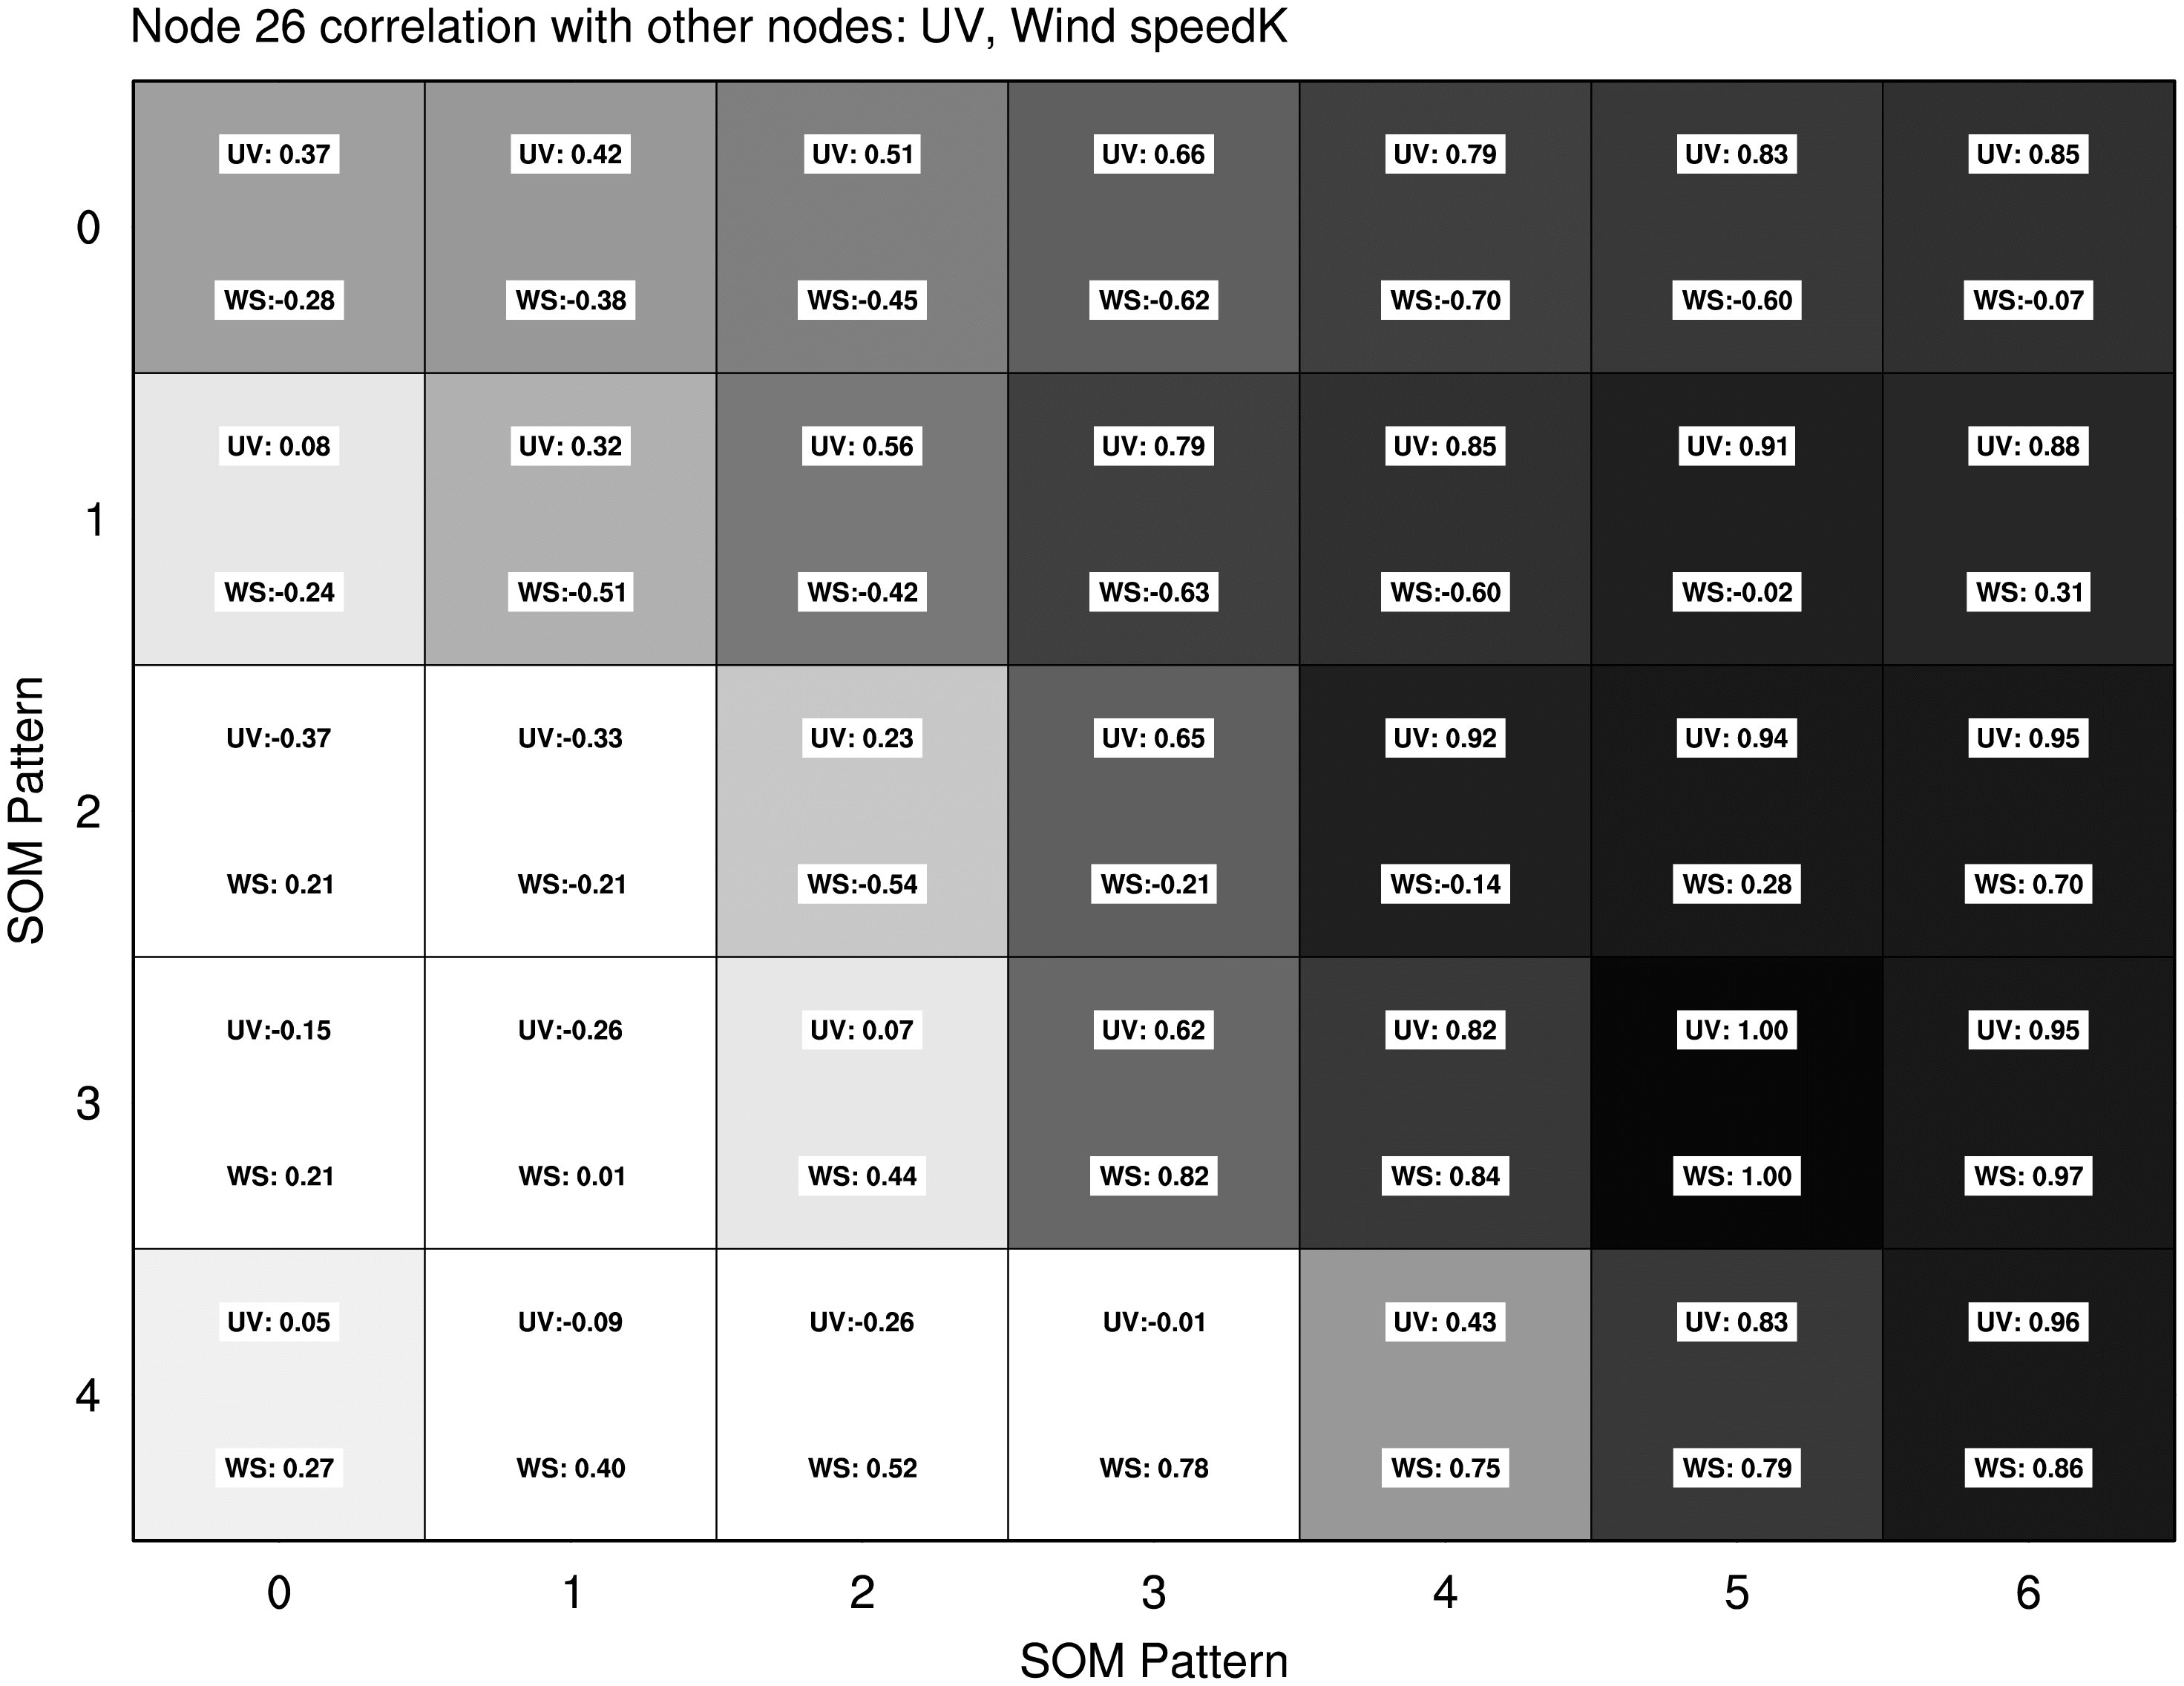 Node 26 correlation with other nodes: UV, Wind speedK
UV: 0.37 UV: 0.42 UV: 0.51 UV: 0.66 UV: 0.79 UV: 0.83 UV: 0.85
0
WS:-0.28 WS:-0.38 WS:-0.45 WS:-0.62 WS:-0.70 WS:-0.60 WS:-0.07
UV: 0.08 UV: 0.32 UV: 0.56 UV: 0.79 UV: 0.85 UV: 0.91 UV: 0.88
1
WS:-0.24 WS:-0.51 WS:-0.42 WS:-0.63 WS:-0.60 WS:-0.02 WS: 0.31
UV:-0.37 UV:-0.33 UV: 0.23 UV: 0.65 UV: 0.92 UV: 0.94 UV: 0.95
SOM Pattern
2
WS: 0.21 WS:-0.21 WS:-0.54 WS:-0.21 WS:-0.14 WS: 0.28 WS: 0.70
UV:-0.15 UV:-0.26 UV: 0.07 UV: 0.62 UV: 0.82 UV: 1.00 UV: 0.95
3
WS: 0.21 WS: 0.01 WS: 0.44 WS: 0.82 WS: 0.84 WS: 1.00 WS: 0.97
UV: 0.05 UV:-0.09 UV:-0.26 UV:-0.01 UV: 0.43 UV: 0.83 UV: 0.96
4
WS: 0.27 WS: 0.40 WS: 0.52 WS: 0.78 WS: 0.75 WS: 0.79 WS: 0.86
0 1 2 3 4 5 6
SOM Pattern